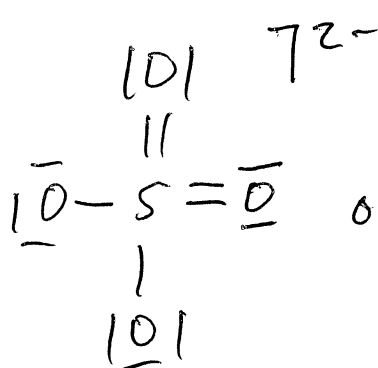 |O| ⌉2-
||
|O - S = O o
|
|O|